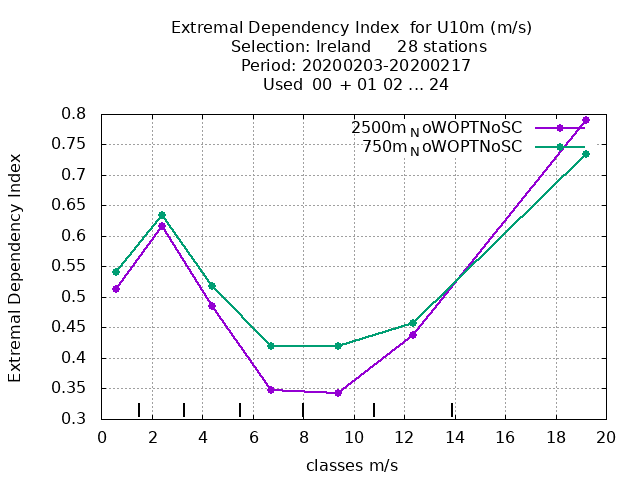 Extremal Dependency Index for U10m (m/s)
Selection: Ireland 28 stations
Period: 20200203-20200217
Used 00 + 01 02 ... 24
2500m_NoWOPTNoSC
750m_NoWOPTNoSC
Extremal Dependency Index
0.8
0.75
0.7
0.65
0.6
0.55
0.5
0.45
0.4
0.35
0.3
0 2 4 6 8 10 12 14 16 18 20
classes m/s